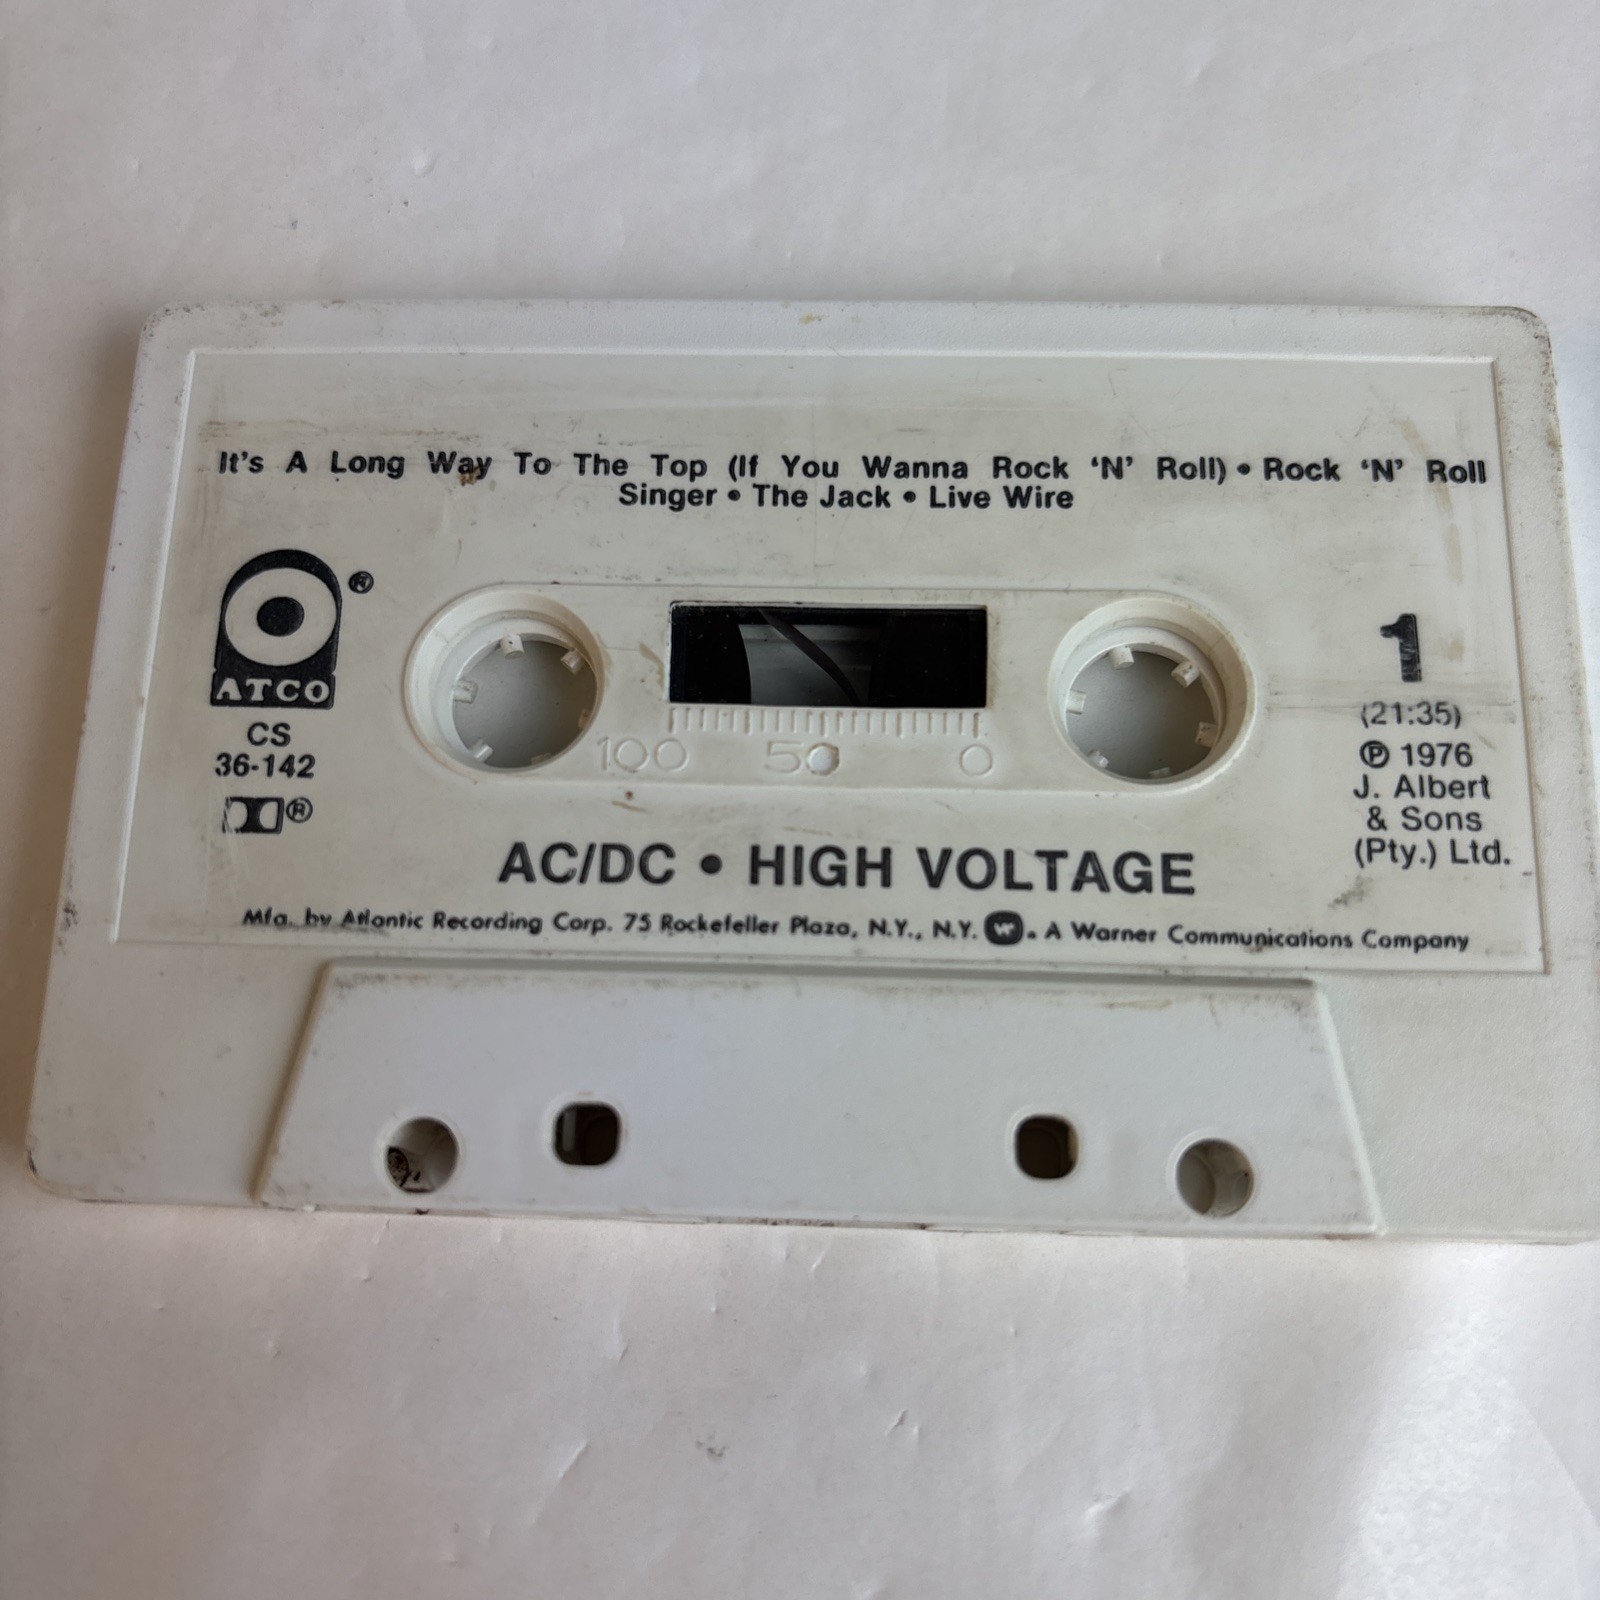 It's A Long Way To The Top (If You Wanna Rock 'N' Roll) • Rock 'N' Roll
Singer • The Jack • Live Wire
®
ATCO
CS
36-142
®
100 50 0
1
(21:35)
℗ 1976
J. Albert
& Sons
(Pty.) Ltd.
AC/DC • HIGH VOLTAGE
Mfg. by Atlantic Recording Corp. 75 Rockefeller Plaza, N.Y., N.Y. W. A Warner Communications Company